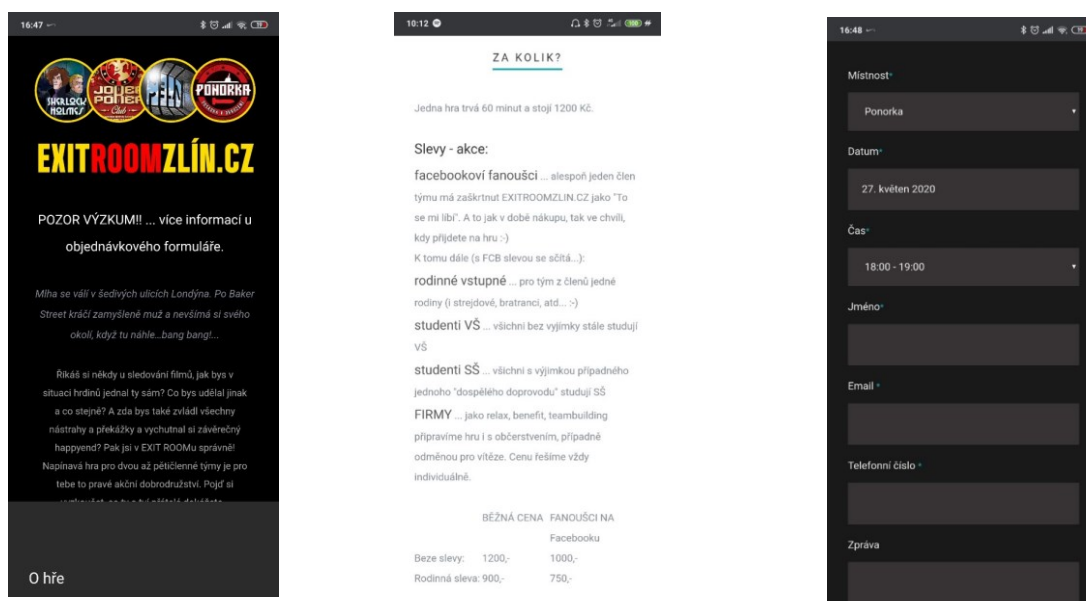 16:47
SHERLOCK
HOLMES
JOKER
POKER
Club
PELN
PONORKA
EXITROOMZLÍN.CZ
POZOR VÝZKUM!! ... více informací u
objednávkového formuláře.
Mlha se válí v šedivých ulicích Londýna. Po Baker
Street kráčí zamyšleně muž a nevšímá si svého
okolí, když tu náhle...bang bang!...
Říkáš si někdy u sledování filmů, jak bys v
situaci hrdinů jednal ty sám? Co bys udělal jinak
a co stejně? A zda bys také zvládl všechny
nástrahy a překážky a vychutnal si závěrečný
happyend? Pak jsi v EXIT ROOMu správně!
Napínavá hra pro dvou až pětičlenné týmy je pro
tebe to pravé akční dobrodružství. Pojď si
O hře
10:12
100
ZA KOLIK?
Jedna hra trvá 60 minut a stojí 1200 Kč.
Slevy - akce:
facebookoví fanoušci ... alespoň jeden člen
týmu má zaškrtnut EXITROOMZLIN.CZ jako "To
se mi líbí". A to jak v době nákupu, tak ve chvíli,
kdy přijdete na hru :-)
K tomu dále (s FCB slevou se sčítá...):
rodinné vstupné ... pro tým z členů jedné
rodiny (i strejdové, bratranci, atd... :-)
studenti VŠ ... všichni bez vyjímky stále studují
VŠ
studenti SŠ ... všichni s výjimkou případného
jednoho "dospělého doprovodu" studují SŠ
FIRMY ... jako relax, benefit, teambuilding
připravíme hru i s občerstvením, případně
odměnou pro vítěze. Cenu řešíme vždy
individuálně.
BĚŽNÁ CENA FANOUŠCI NA
Facebooku
Beze slevy: 1200,- 1000,-
Rodinná sleva: 900,- 750,-
16:48
Místnost*
Ponorka
Datum*
27. květen 2020
Čas*
18:00 - 19:00
Jméno*
Email *
Telefonní číslo *
Zpráva